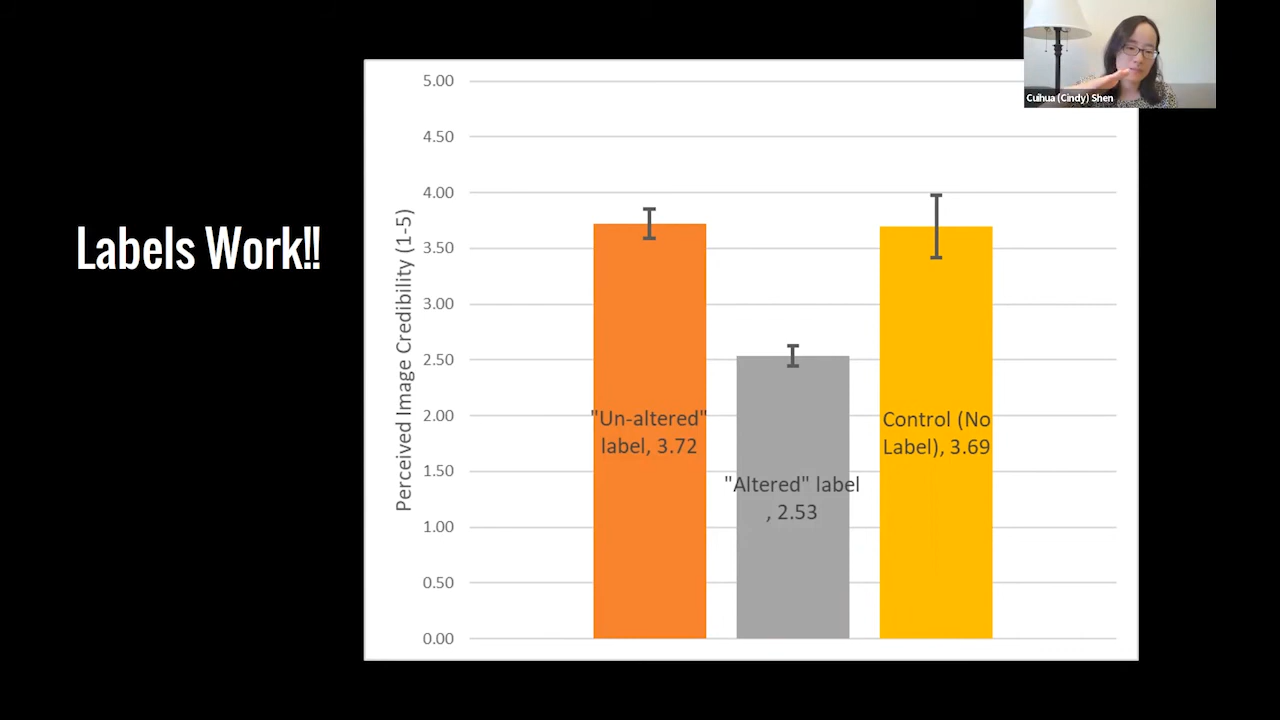 Cuihua (Cindy) Shen
Labels Work!!
Perceived Image Credibility (1-5)
5.00
4.50
4.00
3.50
3.00
2.50
2.00
1.50
1.00
0.50
0.00
"Un-altered"
label, 3.72
"Altered" label
, 2.53
Control (No
Label), 3.69